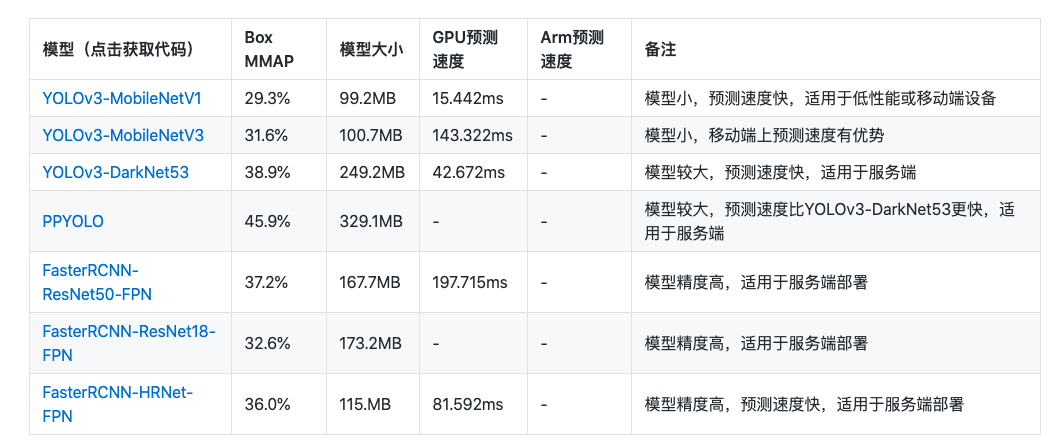 模型（点击获取代码） Box MMAP 模型大小 GPU预测速度 Arm预测速度 备注
YOLOv3-MobileNetV1 29.3% 99.2MB 15.442ms - 模型小，预测速度快，适用于低性能或移动端设备
YOLOv3-MobileNetV3 31.6% 100.7MB 143.322ms - 模型小，移动端上预测速度有优势
YOLOv3-DarkNet53 38.9% 249.2MB 42.672ms - 模型较大，预测速度快，适用于服务端
PPYOLO 45.9% 329.1MB - - 模型较大，预测速度比YOLOv3-DarkNet53更快，适用于服务端
FasterRCNN-ResNet50-FPN 37.2% 167.7MB 197.715ms - 模型精度高，适用于服务端部署
FasterRCNN-ResNet18-FPN 32.6% 173.2MB - - 模型精度高，适用于服务端部署
FasterRCNN-HRNet-FPN 36.0% 115.MB 81.592ms - 模型精度高，预测速度快，适用于服务端部署